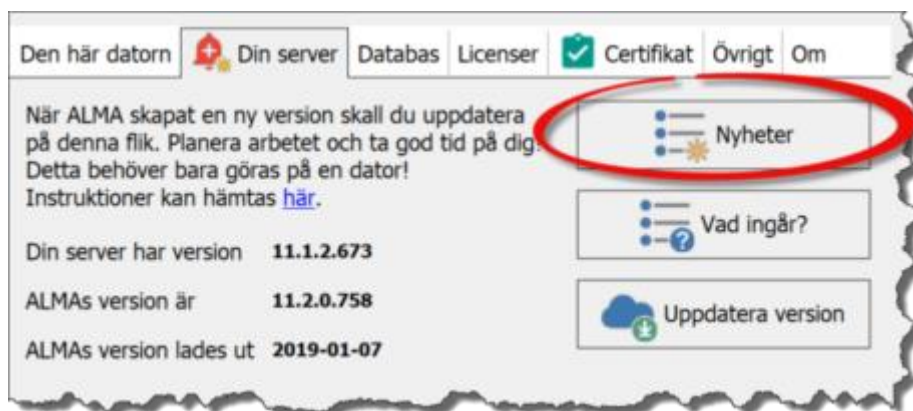 Den här datorn Din server Databas Licenser Certifikat Övrigt Om
När ALMA skapat en ny version skall du uppdatera
på denna flik. Planera arbetet och ta god tid på dig!
Detta behöver bara göras på en dator!
Instruktioner kan hämtas här.
Din server har version 11.1.2.673
ALMAs version är 11.2.0.758
ALMAs version lades ut 2019-01-07
Nyheter
Vad ingår?
Uppdatera version